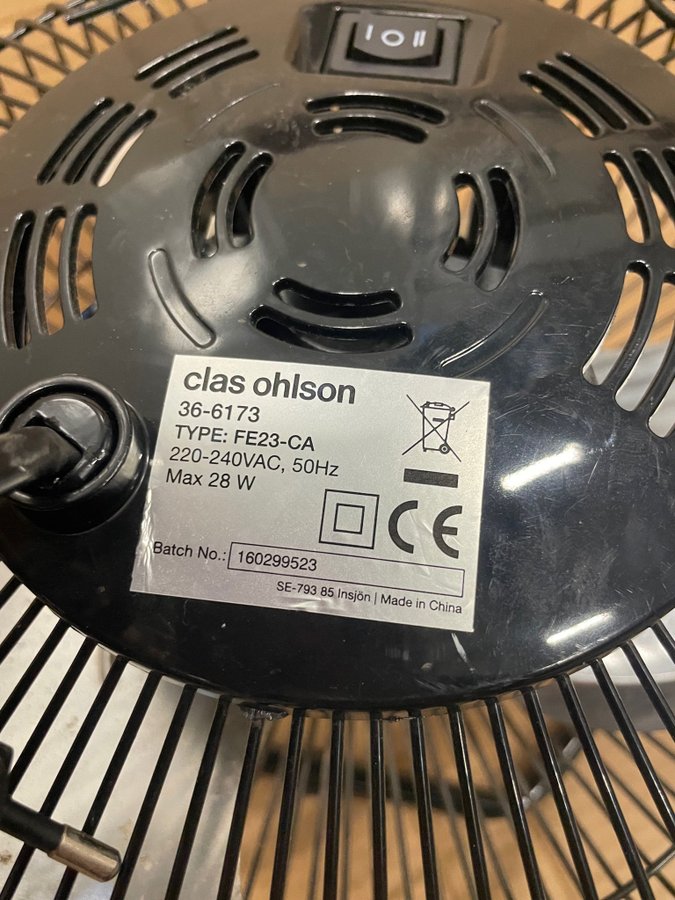 I O II
clas ohlson
36-6173
TYPE: FE23-CA
220-240VAC, 50Hz
Max 28 W
CE
Batch No.: 160299523
SE-793 85 Insjön | Made in China